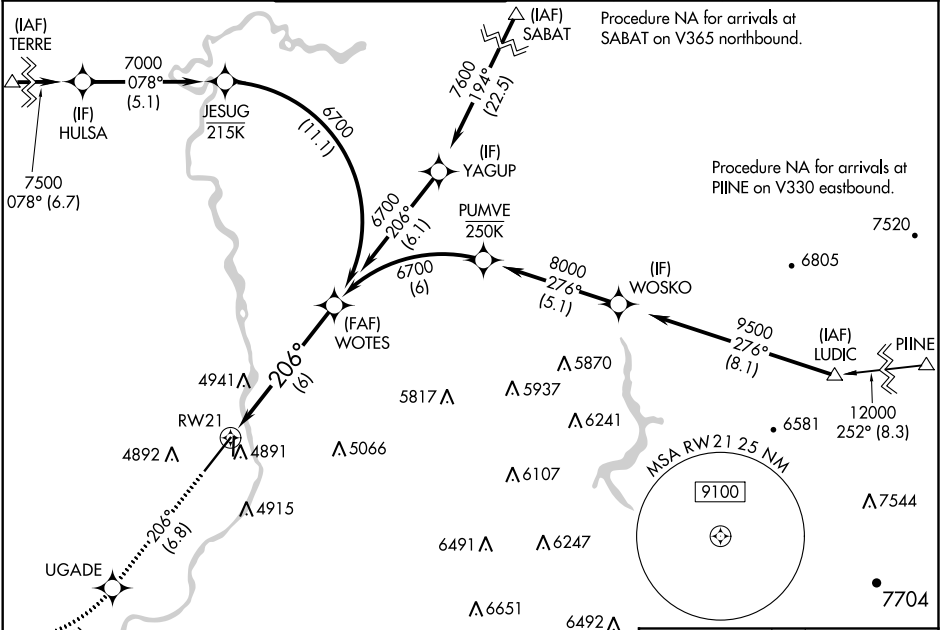 (IAF)
TERRE
7000
078°
(5.1)
(IF)
HULSA
JESUG
215K
7500
078° (6.7)
6700
(11.1)
(IAF)
SABAT
Procedure NA for arrivals at
SABAT on V365 northbound.
7600
194°
(22.5)
(IF)
YAGUP
6700
206°
(6.1)
Procedure NA for arrivals at
PIINE on V330 eastbound.
PUMVE
250K
6700
(6)
8000
276°
(5.1)
(IF)
WOSKO
7520
6805
9500
276°
(8.1)
(IAF)
LUDIC
PIINE
12000
252° (8.3)
(FAF)
WOTES
206°
(6)
4941
5817
5937
5870
6241
6581
RW21
4892
4891
5066
6107
4915
MSA RW21 25 NM
9100
7544
206°
(6.8)
6491
6247
UGADE
6651
6492
7704